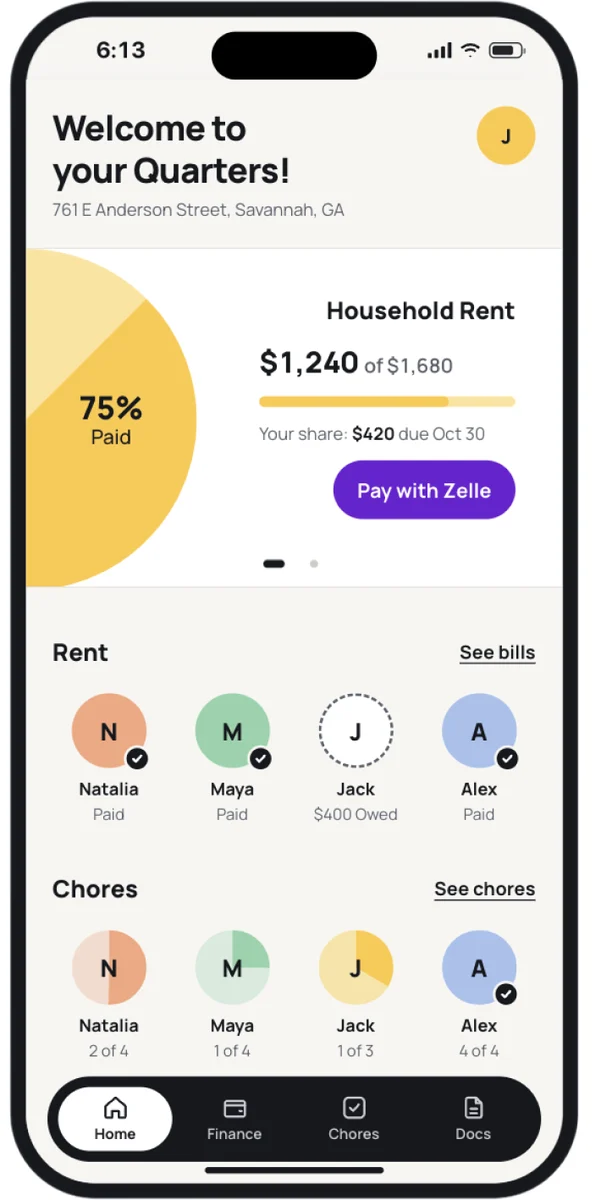 6:13
Welcome to
your Quarters!
J
761 E Anderson Street, Savannah, GA
75%
Paid
Household Rent
$1,240 of $1,680
Your share: $420 due Oct 30
Pay with Zelle
Rent
See bills
N M J A
Natalia Maya Jack Alex
Paid Paid $400 Owed Paid
Chores
See chores
N M J A
Natalia Maya Jack Alex
2 of 4 1 of 4 1 of 3 4 of 4
Home Finance Chores Docs